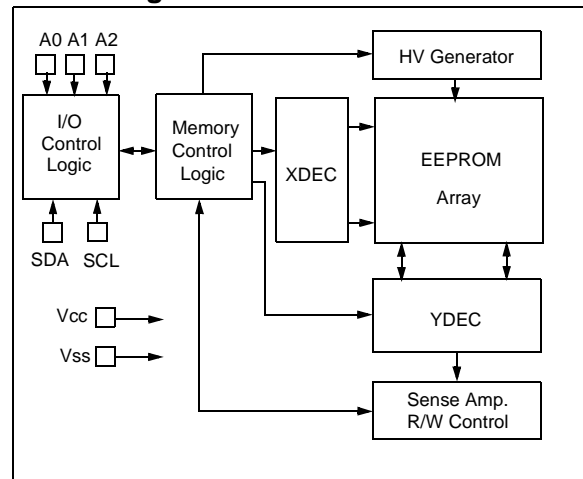 A0 A1 A2
HV Generator
I/O
Control
Logic
Memory
Control
Logic
XDEC
EEPROM
Array
SDA SCL
Vcc
Vss
YDEC
Sense Amp.
R/W Control